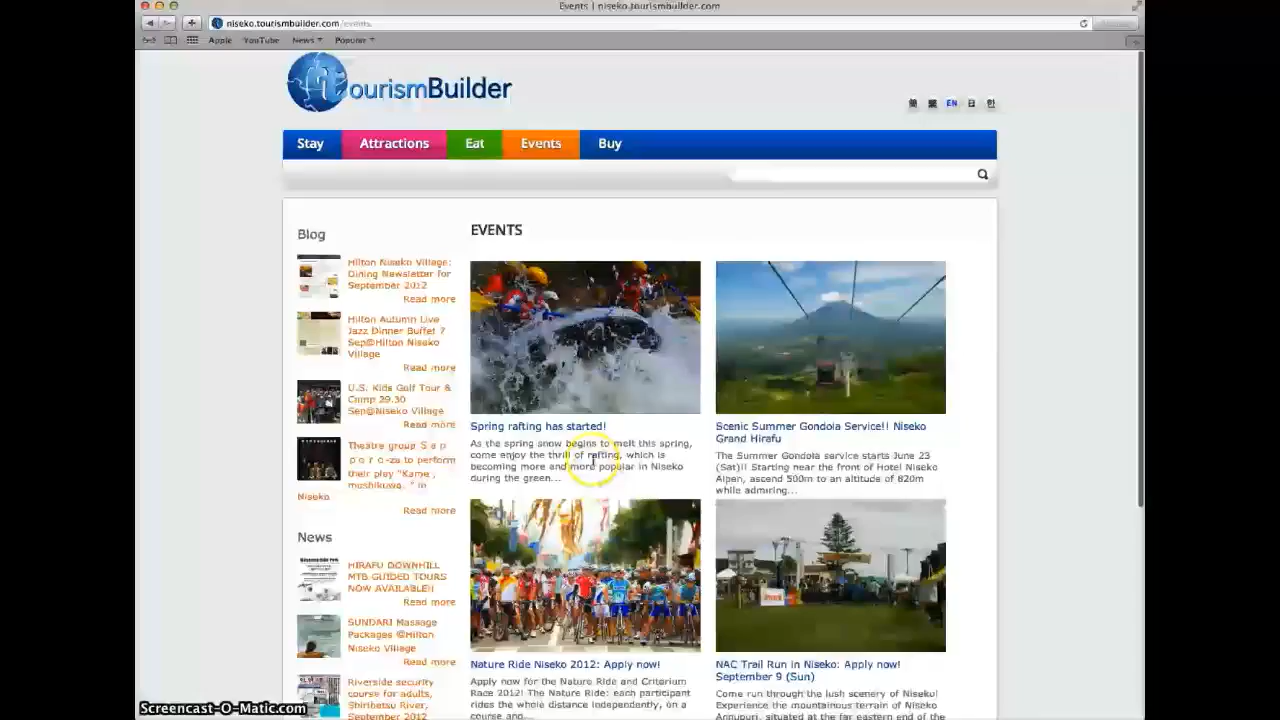 Events | niseko.tourismbuilder.com
niseko.tourismbuilder.com/events
Apple YouTube News Popular
TourismBuilder
簡 繁 EN 日 한
Stay Attractions Eat Events Buy
Blog
Hilton Niseko Village:
Dining Newsletter for
September 2012
Read more
Hilton Autumn Live
Jazz Dinner Buffet 7
Sep@Hilton Niseko
Village
Read more
U.S. Kids Golf Tour &
Camp 29.30
Sep@Niseko Village
Read more
Theatre group S a p
p o r o -za to perform
their play "Kame ,
mushikuwa. " in
Niseko
Read more
News
HIRAFU DOWNHILL
MTB GUIDED TOURS
NOW AVAILABLE!!
Read more
SUNDARI Massage
Packages @Hilton
Niseko Village
Read more
Riverside security
course for adults,
Shiribetsu River,
September 2012
EVENTS
Spring rafting has started!
As the spring snow begins to melt this spring,
come enjoy the thrill of rafting, which is
becoming more and more popular in Niseko
during the green...
Scenic Summer Gondola Service!! Niseko
Grand Hirafu
The Summer Gondola service starts June 23
(Sat)!! Starting near the front of Hotel Niseko
Alpen, ascend 500m to an altitude of 820m
while admiring...
Nature Ride Niseko 2012: Apply now!
Apply now for the Nature Ride and Criterium
Race 2012! The Nature Ride: each participant
rides the whole distance independently, on a
course and...
NAC Trail Run in Niseko: Apply now!
September 9 (Sun)
Come run through the lush scenery of Niseko!
Experience the mountainous terrain of Niseko
Annupuri, situated at the far eastern end of the
Screencast-O-Matic.com